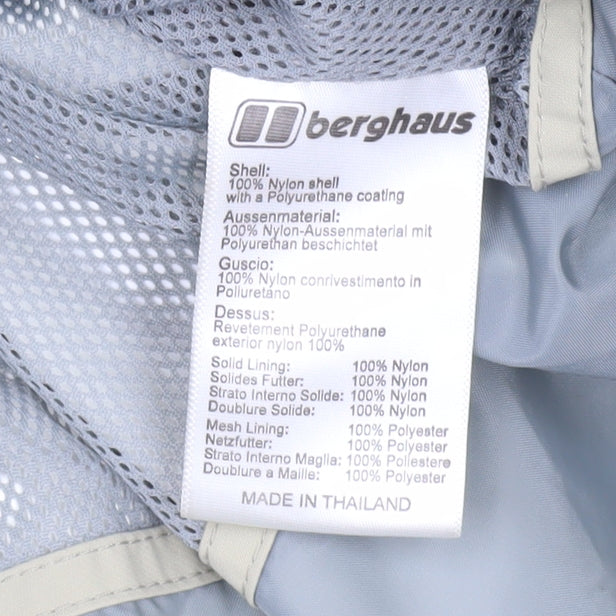 berghaus
Shell:
100% Nylon shell
with a Polyurethane coating
Aussenmaterial:
100% Nylon-Aussenmaterial mit
Polyurethan beschichtet
Guscio:
100% Nylon conrivestimento in
Poliuretano
Dessus:
Revetement Polyurethane
exterior nylon 100%
Solid Lining: 100% Nylon
Solides Futter: 100% Nylon
Strato Interno Solide: 100% Nylon
Doublure Solide: 100% Nylon
Mesh Lining: 100% Polyester
Netzfutter: 100% Polyester
Strato Interno Maglia: 100% Poliestere
Doublure a Maille: 100% Polyester
MADE IN THAILAND